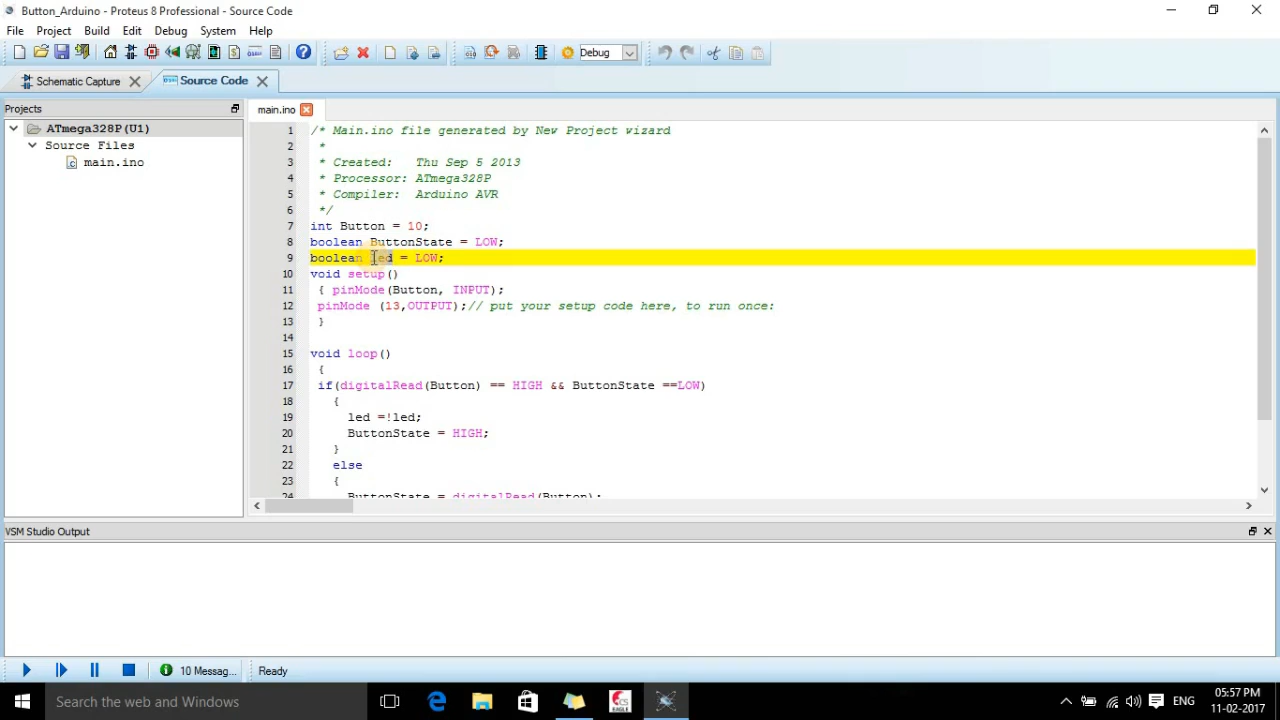 Button_Arduino - Proteus 8 Professional - Source Code
File Project Build Edit Debug System Help
Debug
Schematic Capture Source Code
Projects
ATmega328P(U1)
Source Files
main.ino
main.ino
1 /* Main.ino file generated by New Project wizard
2 *
3 * Created: Thu Sep 5 2013
4 * Processor: ATmega328P
5 * Compiler: Arduino AVR
6 */
7 int Button = 10;
8 boolean ButtonState = LOW;
9 boolean led = LOW;
10 void setup()
11 { pinMode(Button, INPUT);
12 pinMode (13,OUTPUT);// put your setup code here, to run once:
13 }
14
15 void loop()
16 {
17 if(digitalRead(Button) == HIGH && ButtonState ==LOW)
18 {
19 led =!led;
20 ButtonState = HIGH;
21 }
22 else
23 {
24 ButtonState = digitalRead(Button);
VSM Studio Output
10 Messag... Ready
Search the web and Windows
ENG
05:57 PM
11-02-2017